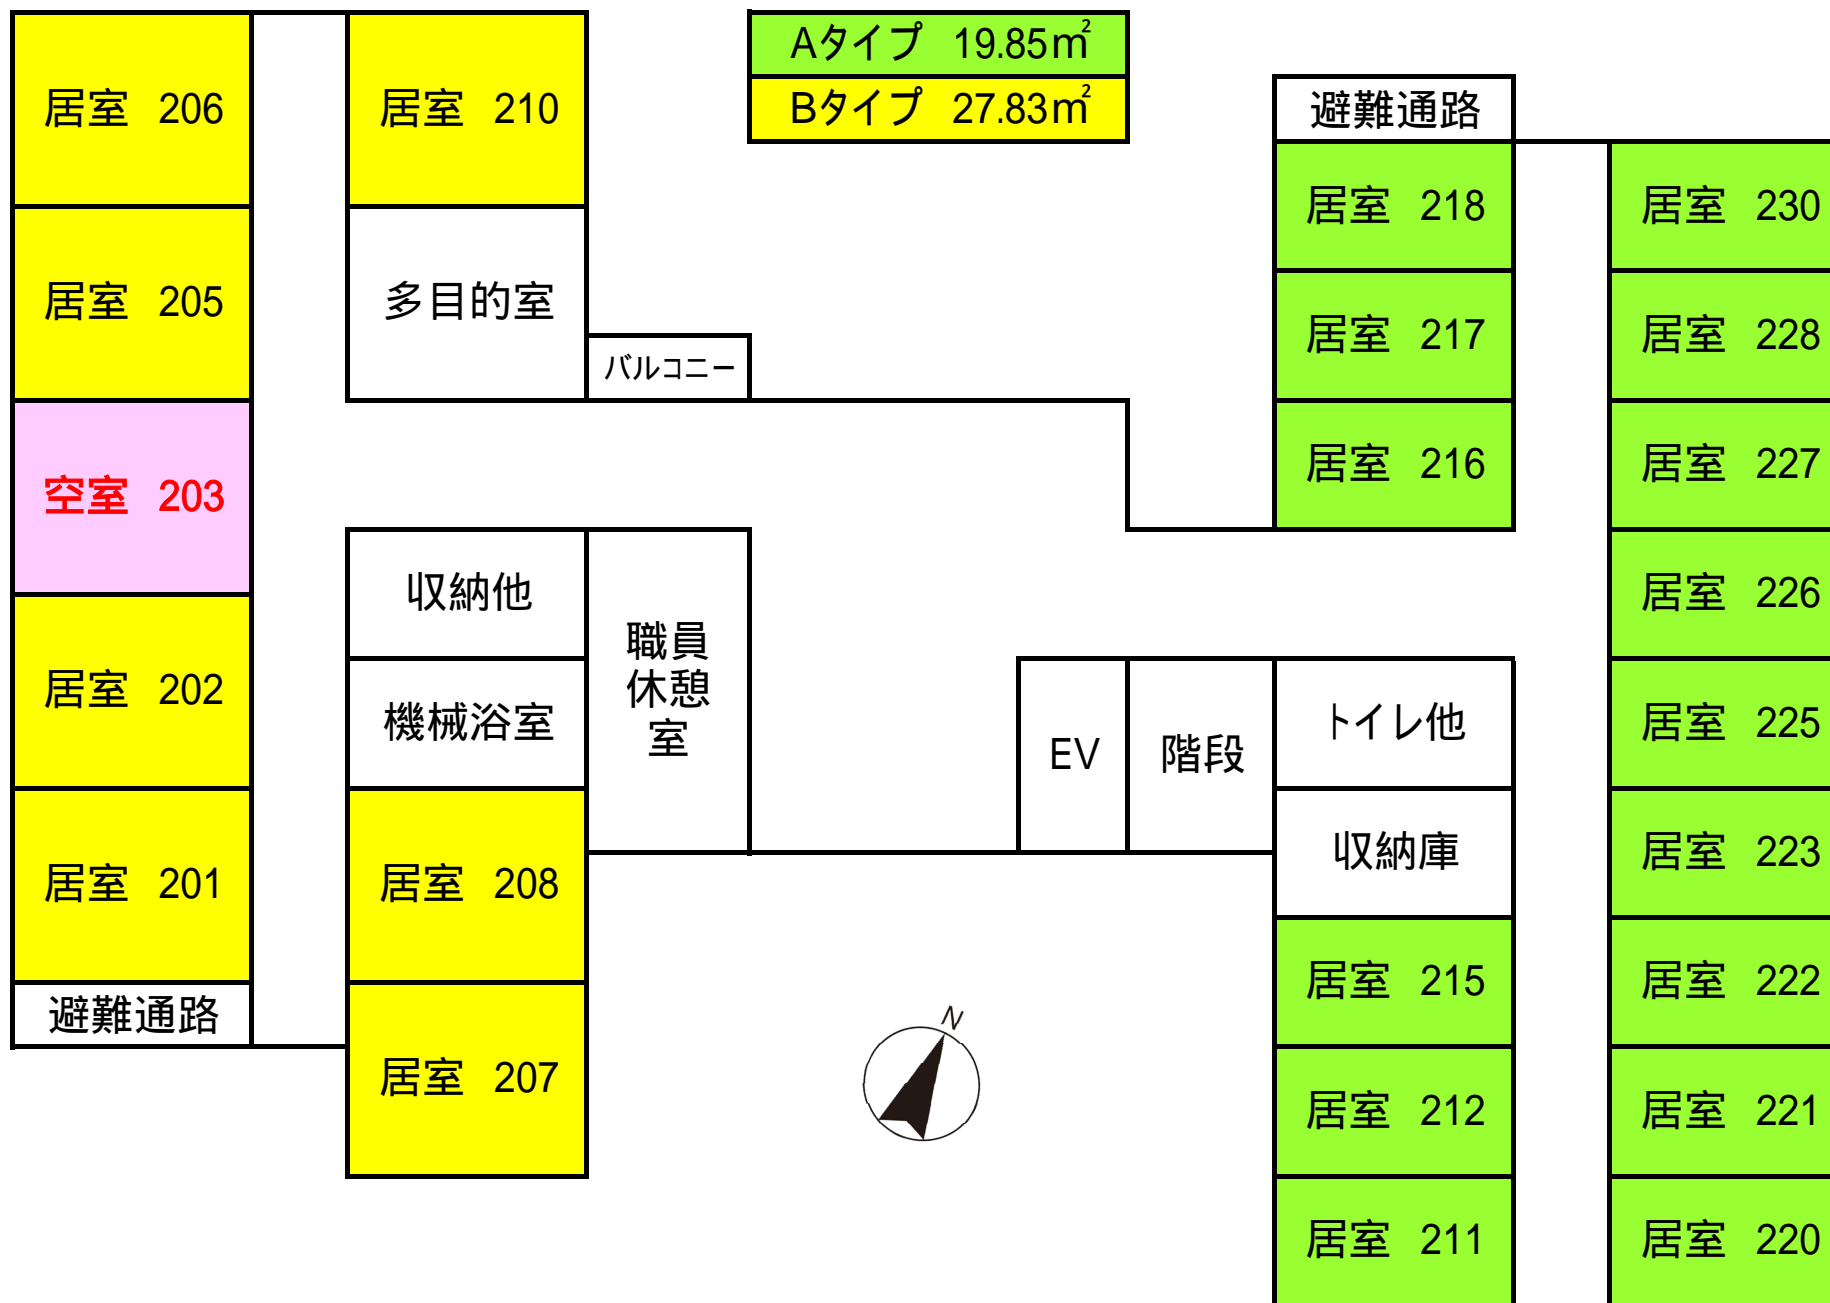 居室 206
居室 205
空室 203
居室 202
居室 201
避難通路
居室 210
多目的室
バルコニー
収納他
機械浴室
居室 208
居室 207
職員
休憩
室
Aタイプ 19.85㎡
Bタイプ 27.83㎡
EV
階段
N
避難通路
居室 218
居室 217
居室 216
トイレ他
収納庫
居室 215
居室 212
居室 211
居室 230
居室 228
居室 227
居室 226
居室 225
居室 223
居室 222
居室 221
居室 220